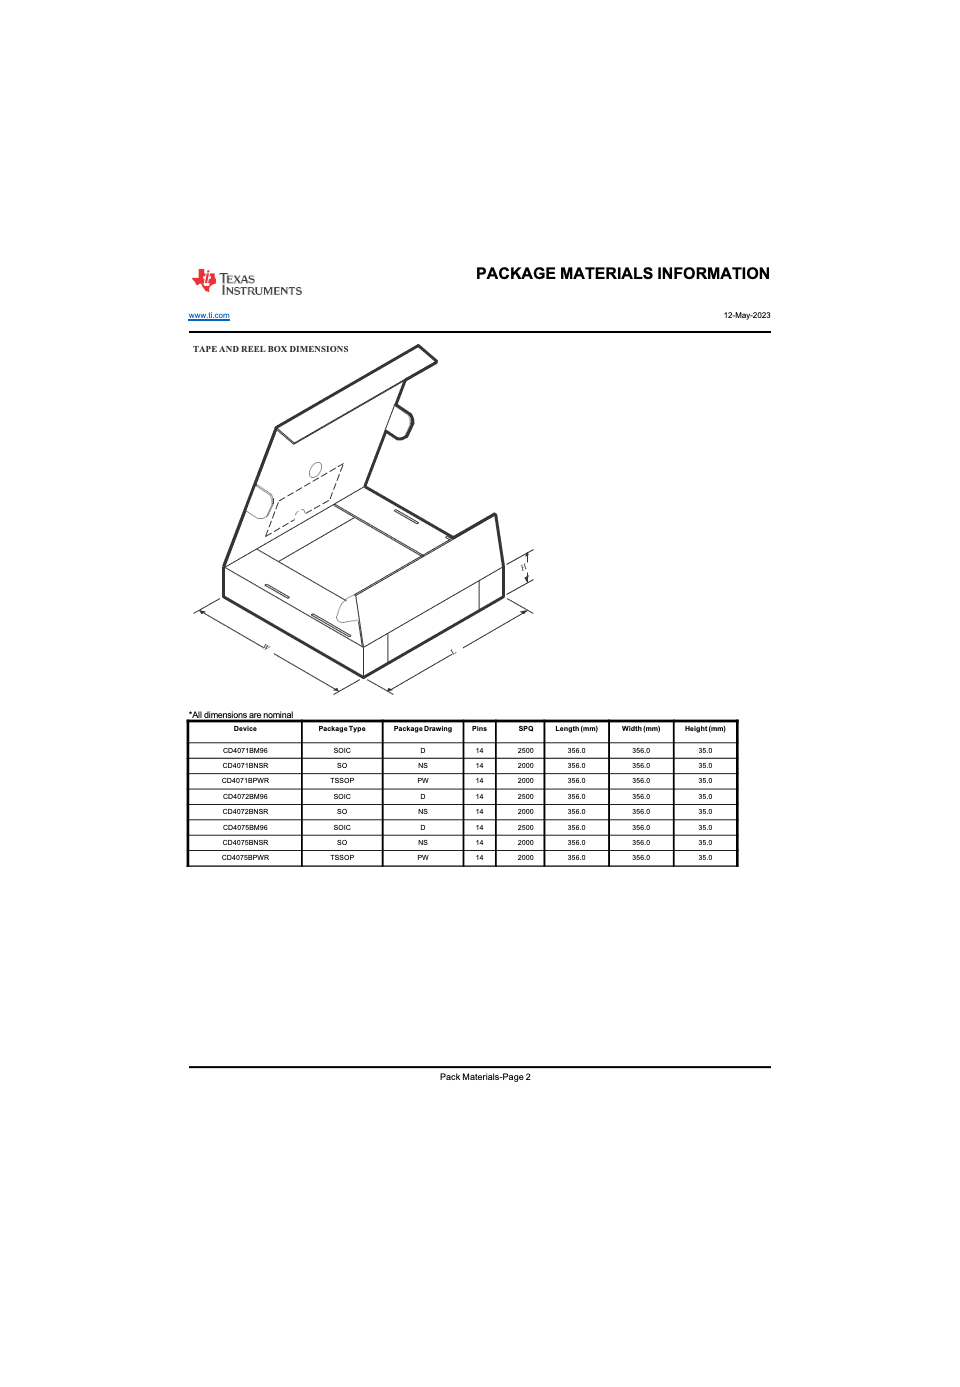 TEXAS
INSTRUMENTS
PACKAGE MATERIALS INFORMATION
www.ti.com
12-May-2023
TAPE AND REEL BOX DIMENSIONS
H
W
L
*All dimensions are nominal
Device Package Type Package Drawing Pins SPQ Length (mm) Width (mm) Height (mm)
CD4071BM96 SOIC D 14 2500 356.0 356.0 35.0
CD4071BNSR SO NS 14 2000 356.0 356.0 35.0
CD4071BPWR TSSOP PW 14 2000 356.0 356.0 35.0
CD4072BM96 SOIC D 14 2500 356.0 356.0 35.0
CD4072BNSR SO NS 14 2000 356.0 356.0 35.0
CD4075BM96 SOIC D 14 2500 356.0 356.0 35.0
CD4075BNSR SO NS 14 2000 356.0 356.0 35.0
CD4075BPWR TSSOP PW 14 2000 356.0 356.0 35.0
Pack Materials-Page 2